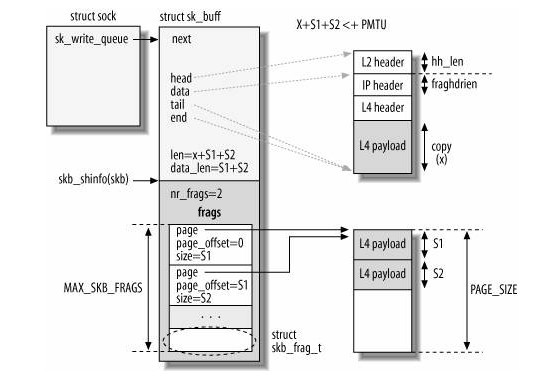 struct sock
struct sk_buff
X+S1+S2 <+ PMTU
sk_write_queue
next
head
data
tail
end
L2 header
hh_len
IP header
fraghdrien
L4 header
L4 payload
copy
(x)
len=x+S1+S2
data_len=S1+S2
skb_shinfo(skb)
nr_frags=2
frags
page
page_offset=0
size=S1
page
page_offset=S1
size=S2
. . .
MAX_SKB_FRAGS
struct
skb_frag_t
L4 payload
S1
L4 payload
S2
PAGE_SIZE